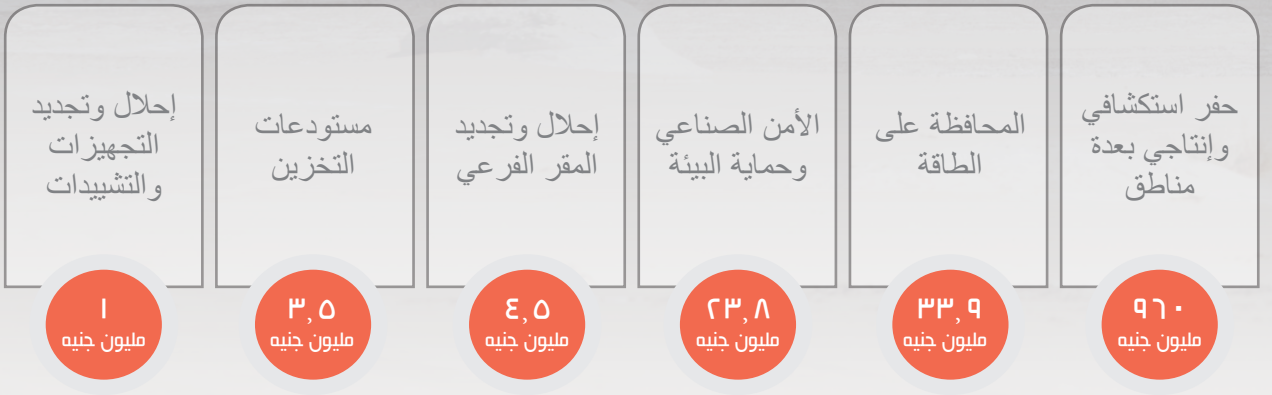 حفر استكشافي
وإنتاجي بعدة
مناطق
٩٦٠
مليون جنيه
المحافظة على
الطاقة
٣٣,٩
مليون جنيه
الأمن الصناعي
وحماية البيئة
٢٣,٨
مليون جنيه
إحلال وتجديد
المقر الفرعي
٤,٥
مليون جنيه
مستودعات
التخزين
٣,٥
مليون جنيه
إحلال وتجديد
التجهيزات
والتشييدات
١
مليون جنيه